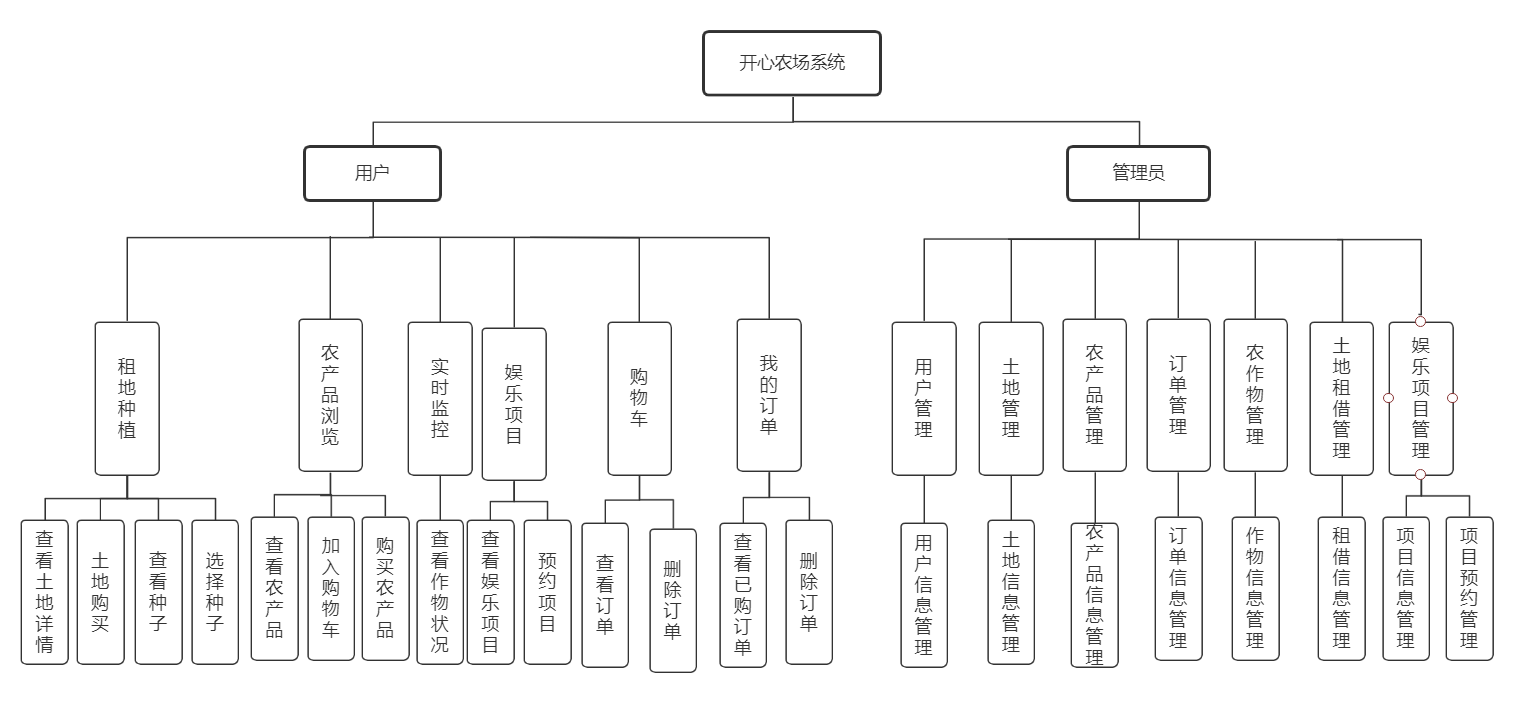 开心农场系统
用户
管理员
租地种植
农产品浏览
实时监控
娱乐项目
购物车
我的订单
用户管理
土地管理
农产品管理
订单管理
农作物管理
土地租借管理
娱乐项目管理
查看土地详情
土地购买
查看种子
选择种子
查看农产品
加入购物车
购买农产品
查看作物状况
查看娱乐项目
预约项目
查看订单
删除订单
查看已购订单
删除订单
用户信息管理
土地信息管理
农产品信息管理
订单信息管理
作物信息管理
租借信息管理
项目信息管理
项目预约管理